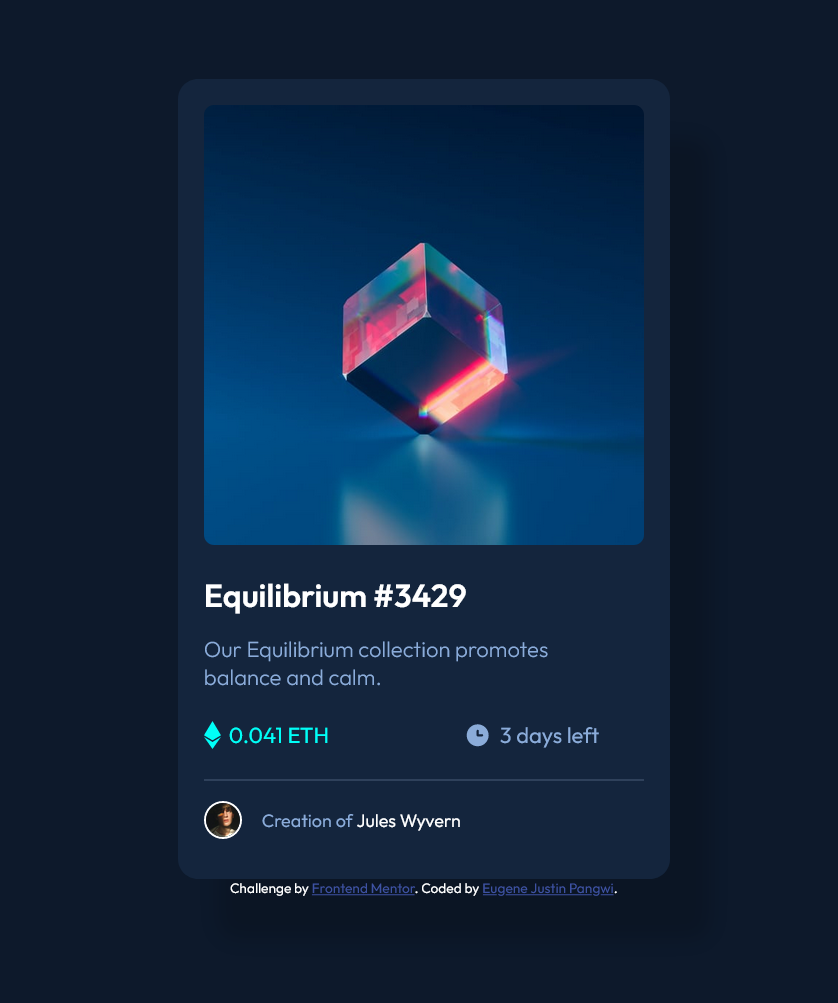 Equilibrium #3429
Our Equilibrium collection promotes
balance and calm.
0.041 ETH
3 days left
Creation of Jules Wyvern
Challenge by Frontend Mentor. Coded by Eugene Justin Pangwi.